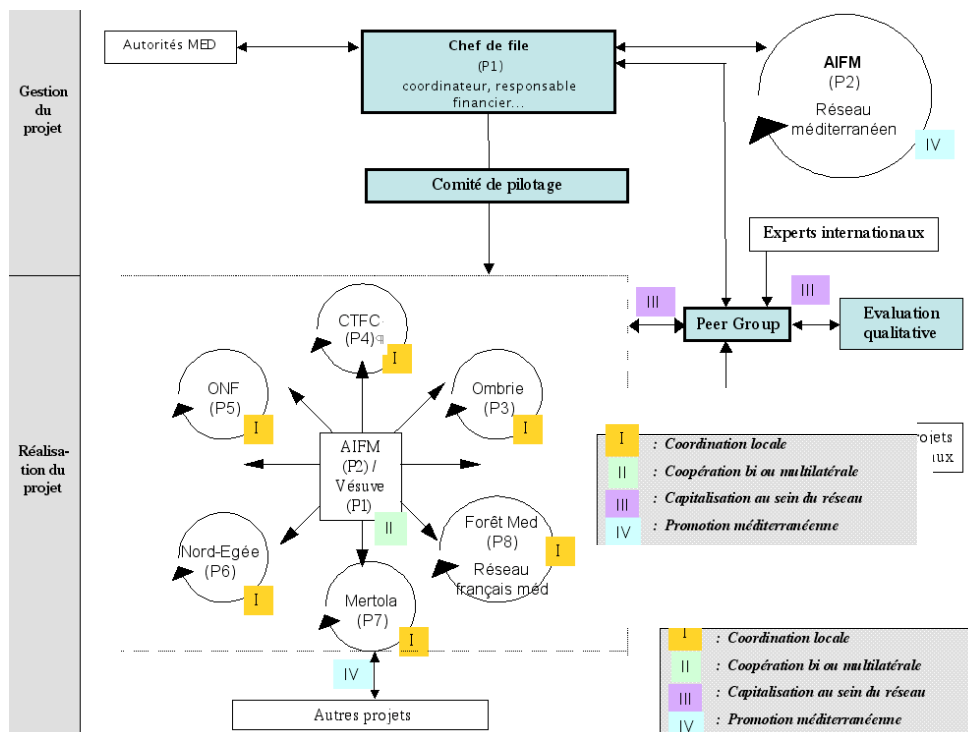 Autorités MED
Chef de file
(P1)
coordinateur, responsable
financier...
AIFM
(P2)
Réseau
méditerranéen
IV
Gestion
du
projet
Comité de pilotage
Experts internationaux
III
III
Peer Group
Evaluation
qualitative
CTFC
(P4)
I
ONF
(P5)
I
Ombrie
(P3)
I
Réalisa-
tion du
projet
AIFM
(P2) /
Vésuve
(P1)
II
Nord-Egée
(P6)
I
Forêt Med
(P8)
Réseau
français méd
I
Mertola
(P7)
I
I : Coordination locale
II : Coopération bi ou multilatérale
III : Capitalisation au sein du réseau
IV : Promotion méditerranéenne
IV
Autres projets
I : Coordination locale
II : Coopération bi ou multilatérale
III : Capitalisation au sein du réseau
IV : Promotion méditerranéenne